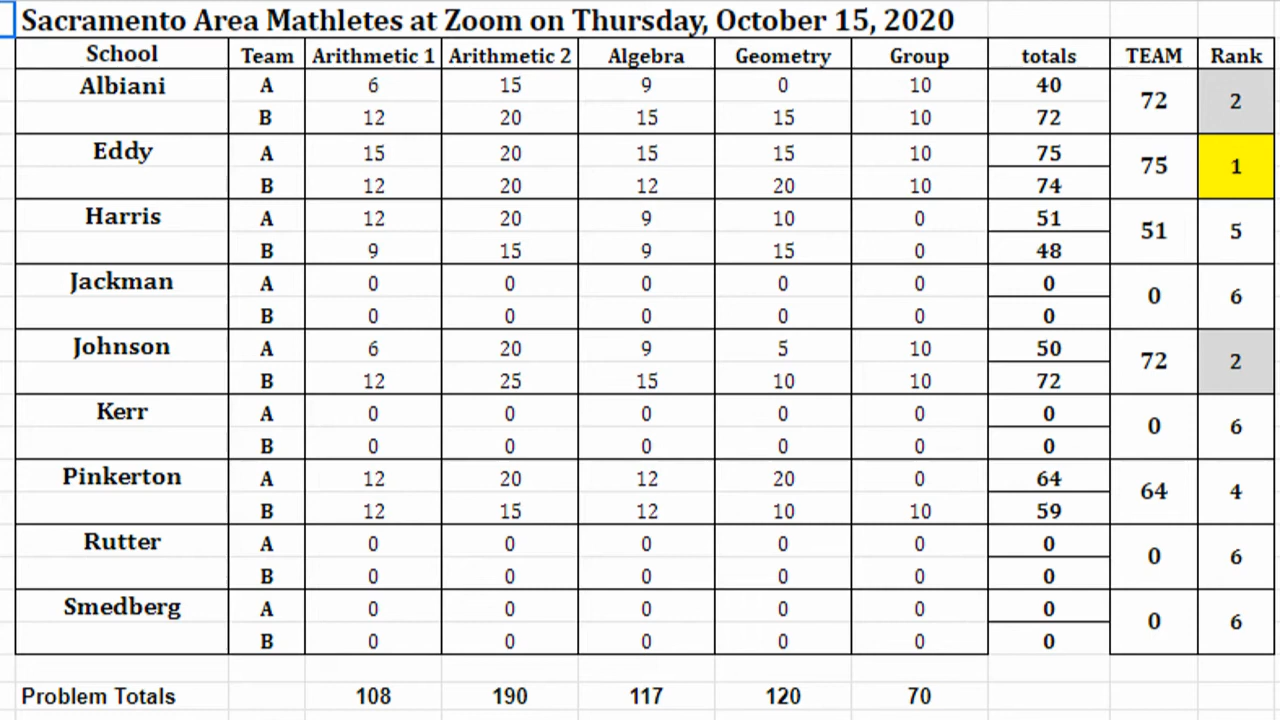 Sacramento Area Mathletes at Zoom on Thursday, October 15, 2020
School Team Arithmetic 1 Arithmetic 2 Algebra Geometry Group totals TEAM Rank
Albiani A 6 15 9 0 10 40 72 2
B 12 20 15 15 10 72
Eddy A 15 20 15 15 10 75 75 1
B 12 20 12 20 10 74
Harris A 12 20 9 10 0 51 51 5
B 9 15 9 15 0 48
Jackman A 0 0 0 0 0 0 0 6
B 0 0 0 0 0 0
Johnson A 6 20 9 5 10 50 72 2
B 12 25 15 10 10 72
Kerr A 0 0 0 0 0 0 0 6
B 0 0 0 0 0 0
Pinkerton A 12 20 12 20 0 64 64 4
B 12 15 12 10 10 59
Rutter A 0 0 0 0 0 0 0 6
B 0 0 0 0 0 0
Smedberg A 0 0 0 0 0 0 0 6
B 0 0 0 0 0 0
Problem Totals 108 190 117 120 70